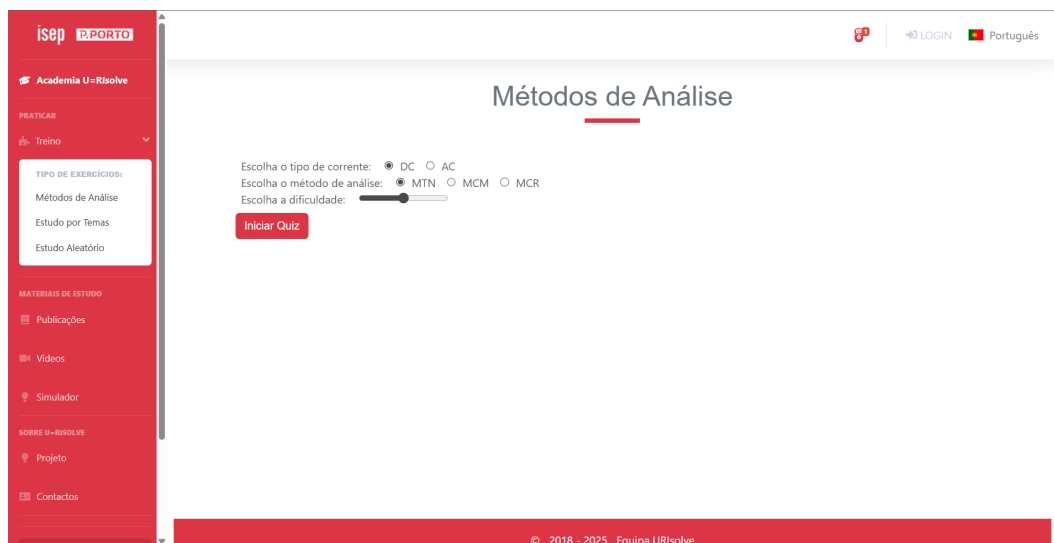 isep P.PORTO
Academia U=RIsolve
PRATICAR
Treino
TIPO DE EXERCÍCIOS:
Métodos de Análise
Estudo por Temas
Estudo Aleatório
MATERIAIS DE ESTUDO
Publicações
Vídeos
Simulador
SOBRE U=RISOLVE
Projeto
Contactos
1 LOGIN Português
Métodos de Análise
Escolha o tipo de corrente: DC AC
Escolha o método de análise: MTN MCM MCR
Escolha a dificuldade:
Iniciar Quiz
© 2018 - 2025 Equipa URIsolve